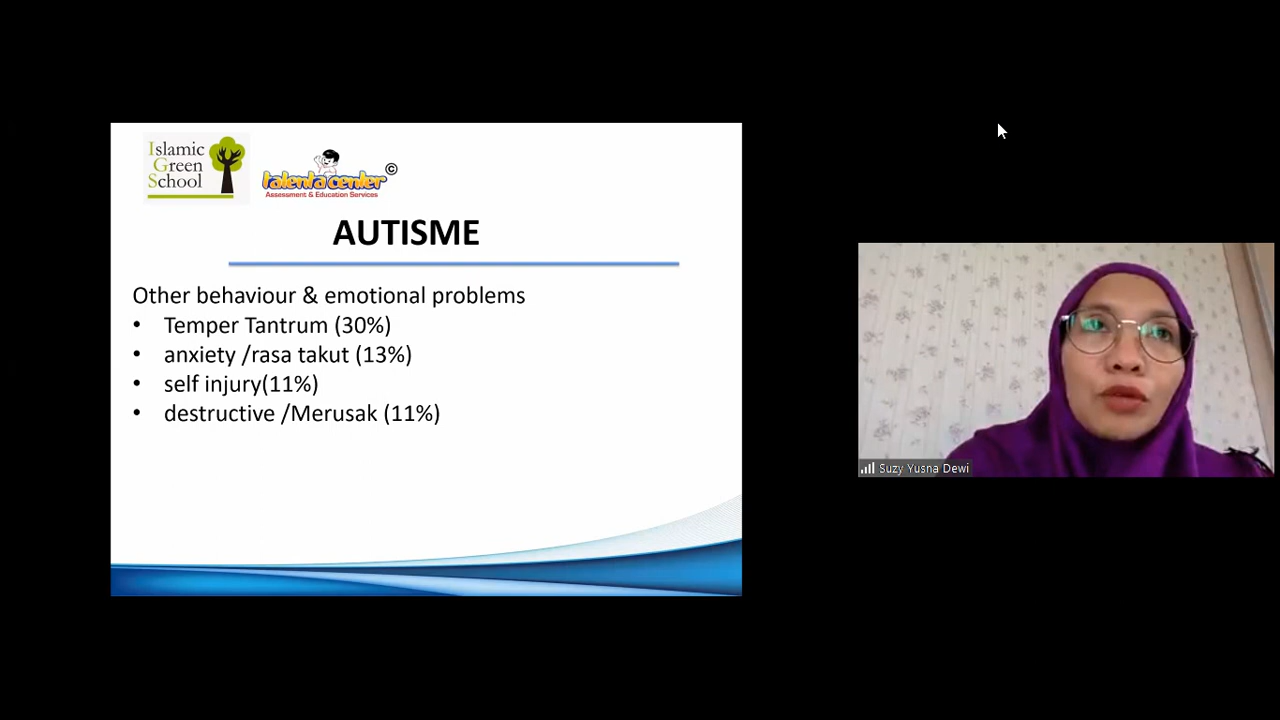 Islamic
Green
School
talenta center ©
Assessment & Education Services
AUTISME
Other behaviour & emotional problems
• Temper Tantrum (30%)
• anxiety /rasa takut (13%)
• self injury(11%)
• destructive /Merusak (11%)
Suzy Yusna Dewi